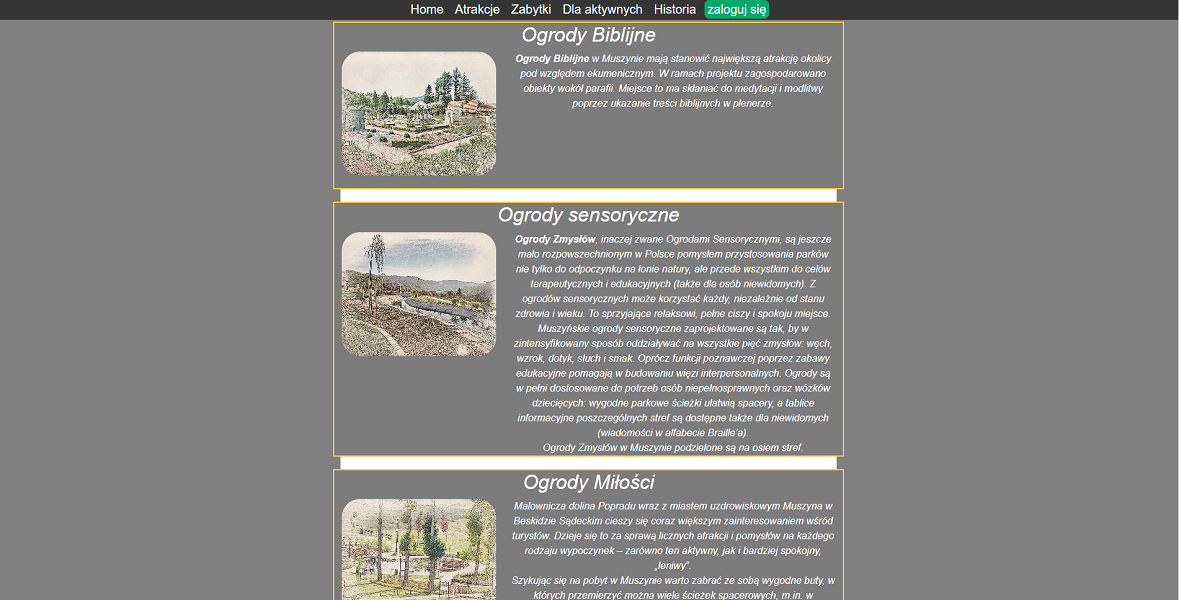 Home Atrakcje Zabytki Dla aktywnych Historia zaloguj się
Ogrody Biblijne
Ogrody Biblijne w Muszynie mają stanowić największą atrakcję okolicy
pod względem ekumenicznym. W ramach projektu zagospodarowano
obiekty wokół parafii. Miejsce to ma skłaniać do medytacji i modlitwy
poprzez ukazanie treści biblijnych w plenerze.
Ogrody sensoryczne
Ogrody Zmysłów, inaczej zwane Ogrodami Sensorycznymi, są jeszcze
mało rozpowszechnionym w Polsce pomysłem przystosowania parków
nie tylko do odpoczynku na łonie natury, ale przede wszystkim do celów
terapeutycznych i edukacyjnych (także dla osób niewidomych). Z
ogrodów sensorycznych może korzystać każdy, niezależnie od stanu
zdrowia i wieku. To sprzyjające relaksowi, pełne ciszy i spokoju miejsce.
Muszyńskie ogrody sensoryczne zaprojektowane są tak, by w
zintensyfikowany sposób oddziaływać na wszystkie pięć zmysłów: węch,
wzrok, dotyk, słuch i smak. Oprócz funkcji poznawczej poprzez zabawy
edukacyjne pomagają w budowaniu więzi interpersonalnych. Ogrody są
w pełni dostosowane do potrzeb osób niepełnosprawnych oraz wózków
dziecięcych: wygodne parkowe ścieżki ułatwią spacery, a tablice
informacyjne poszczególnych stref są dostępne także dla niewidomych
(wiadomości w alfabecie Braille'a).
Ogrody Zmysłów w Muszynie podzielone są na osiem stref.
Ogrody Miłości
Malownicza dolina Popradu wraz z miastem uzdrowiskowym Muszyna w
Beskidzie Sądeckim cieszy się coraz większym zainteresowaniem wśród
turystów. Dzieje się to za sprawą licznych atrakcji i pomysłów na każdego
rodzaju wypoczynek – zarówno ten aktywny, jak i bardziej spokojny,
„leniwy”.
Szykując się na pobyt w Muszynie warto zabrać ze sobą wygodne buty, w
których przemierzyć można wiele ścieżek spacerowych, m.in. w